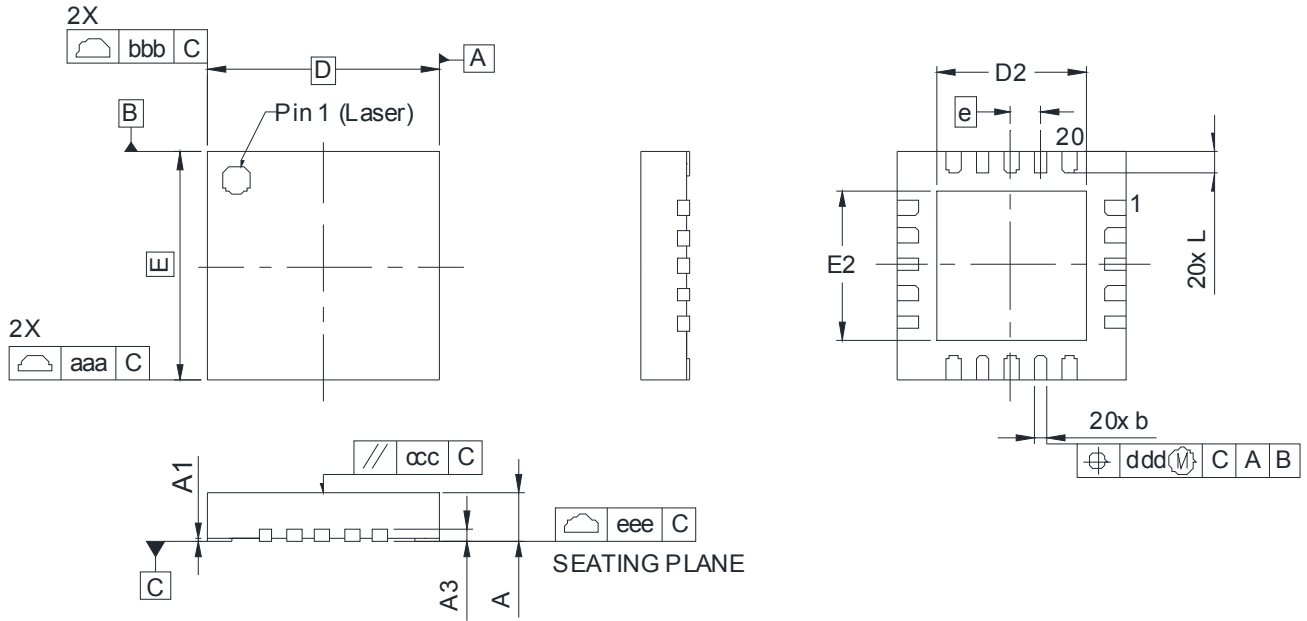 2X
bbb C
D
A
B
Pin 1 (Laser)
E
2X
aaa C
D2
e
20
1
E2
20x L
20x b
ddd M C A B
// ccc C
A1
A3
A
eee C
SEATING PLANE
C